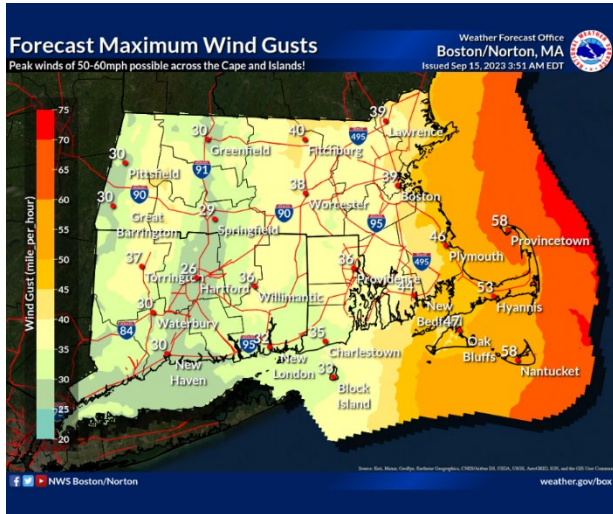 Forecast Maximum Wind Gusts
Peak winds of 50-60mph possible across the Cape and Islands!
Weather Forecast Office
Boston/Norton, MA
Issued Sep 15, 2023 3:51 AM EDT
Wind Gust (mile_per_hour)
75
70
65
60
55
50
45
40
35
30
25
20
39
Lawrence
30
Greenfield
40
Fitchburg
495
30
Pittsfield
91
90
30
Great
Barrington
29
Springfield
38
Worcester
90
39
Boston
95
58
Provincetown
46
Plymouth
37
Torrington
26
Hartford
36
Willimantic
36
Providence
495
53
Hyannis
New
Bedford
47
Oak
Bluffs
30
Waterbury
84
30
New
Haven
95
New
London
35
Charlestown
33
Block
Island
58
Nantucket
NWS Boston/Norton
weather.gov/box